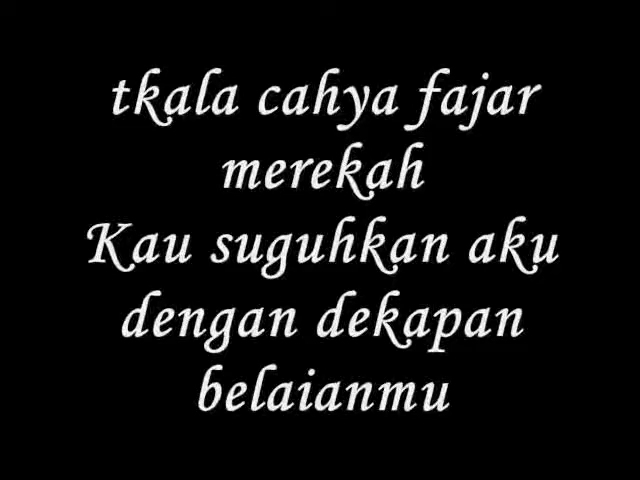 tkala cahya fajar
merekah
Kau suguhkan aku
dengan dekapan
belaianmu